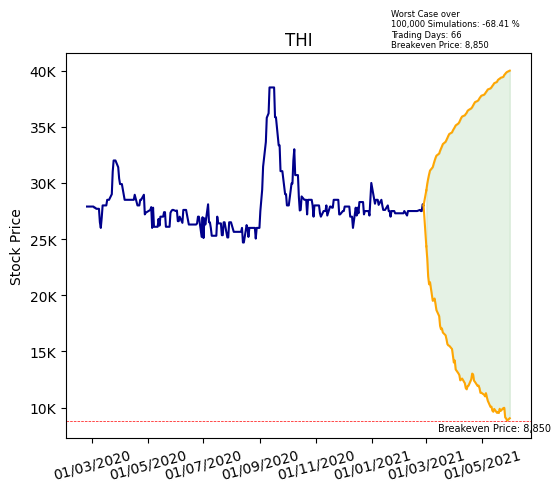 Worst Case over
100,000 Simulations: -68.41 %
Trading Days: 66
Breakeven Price: 8,850
THI
Stock Price
40K
35K
30K
25K
20K
15K
10K
Breakeven Price: 8,850
01/03/2020 01/05/2020 01/07/2020 01/09/2020 01/11/2020 01/01/2021 01/03/2021 01/05/2021